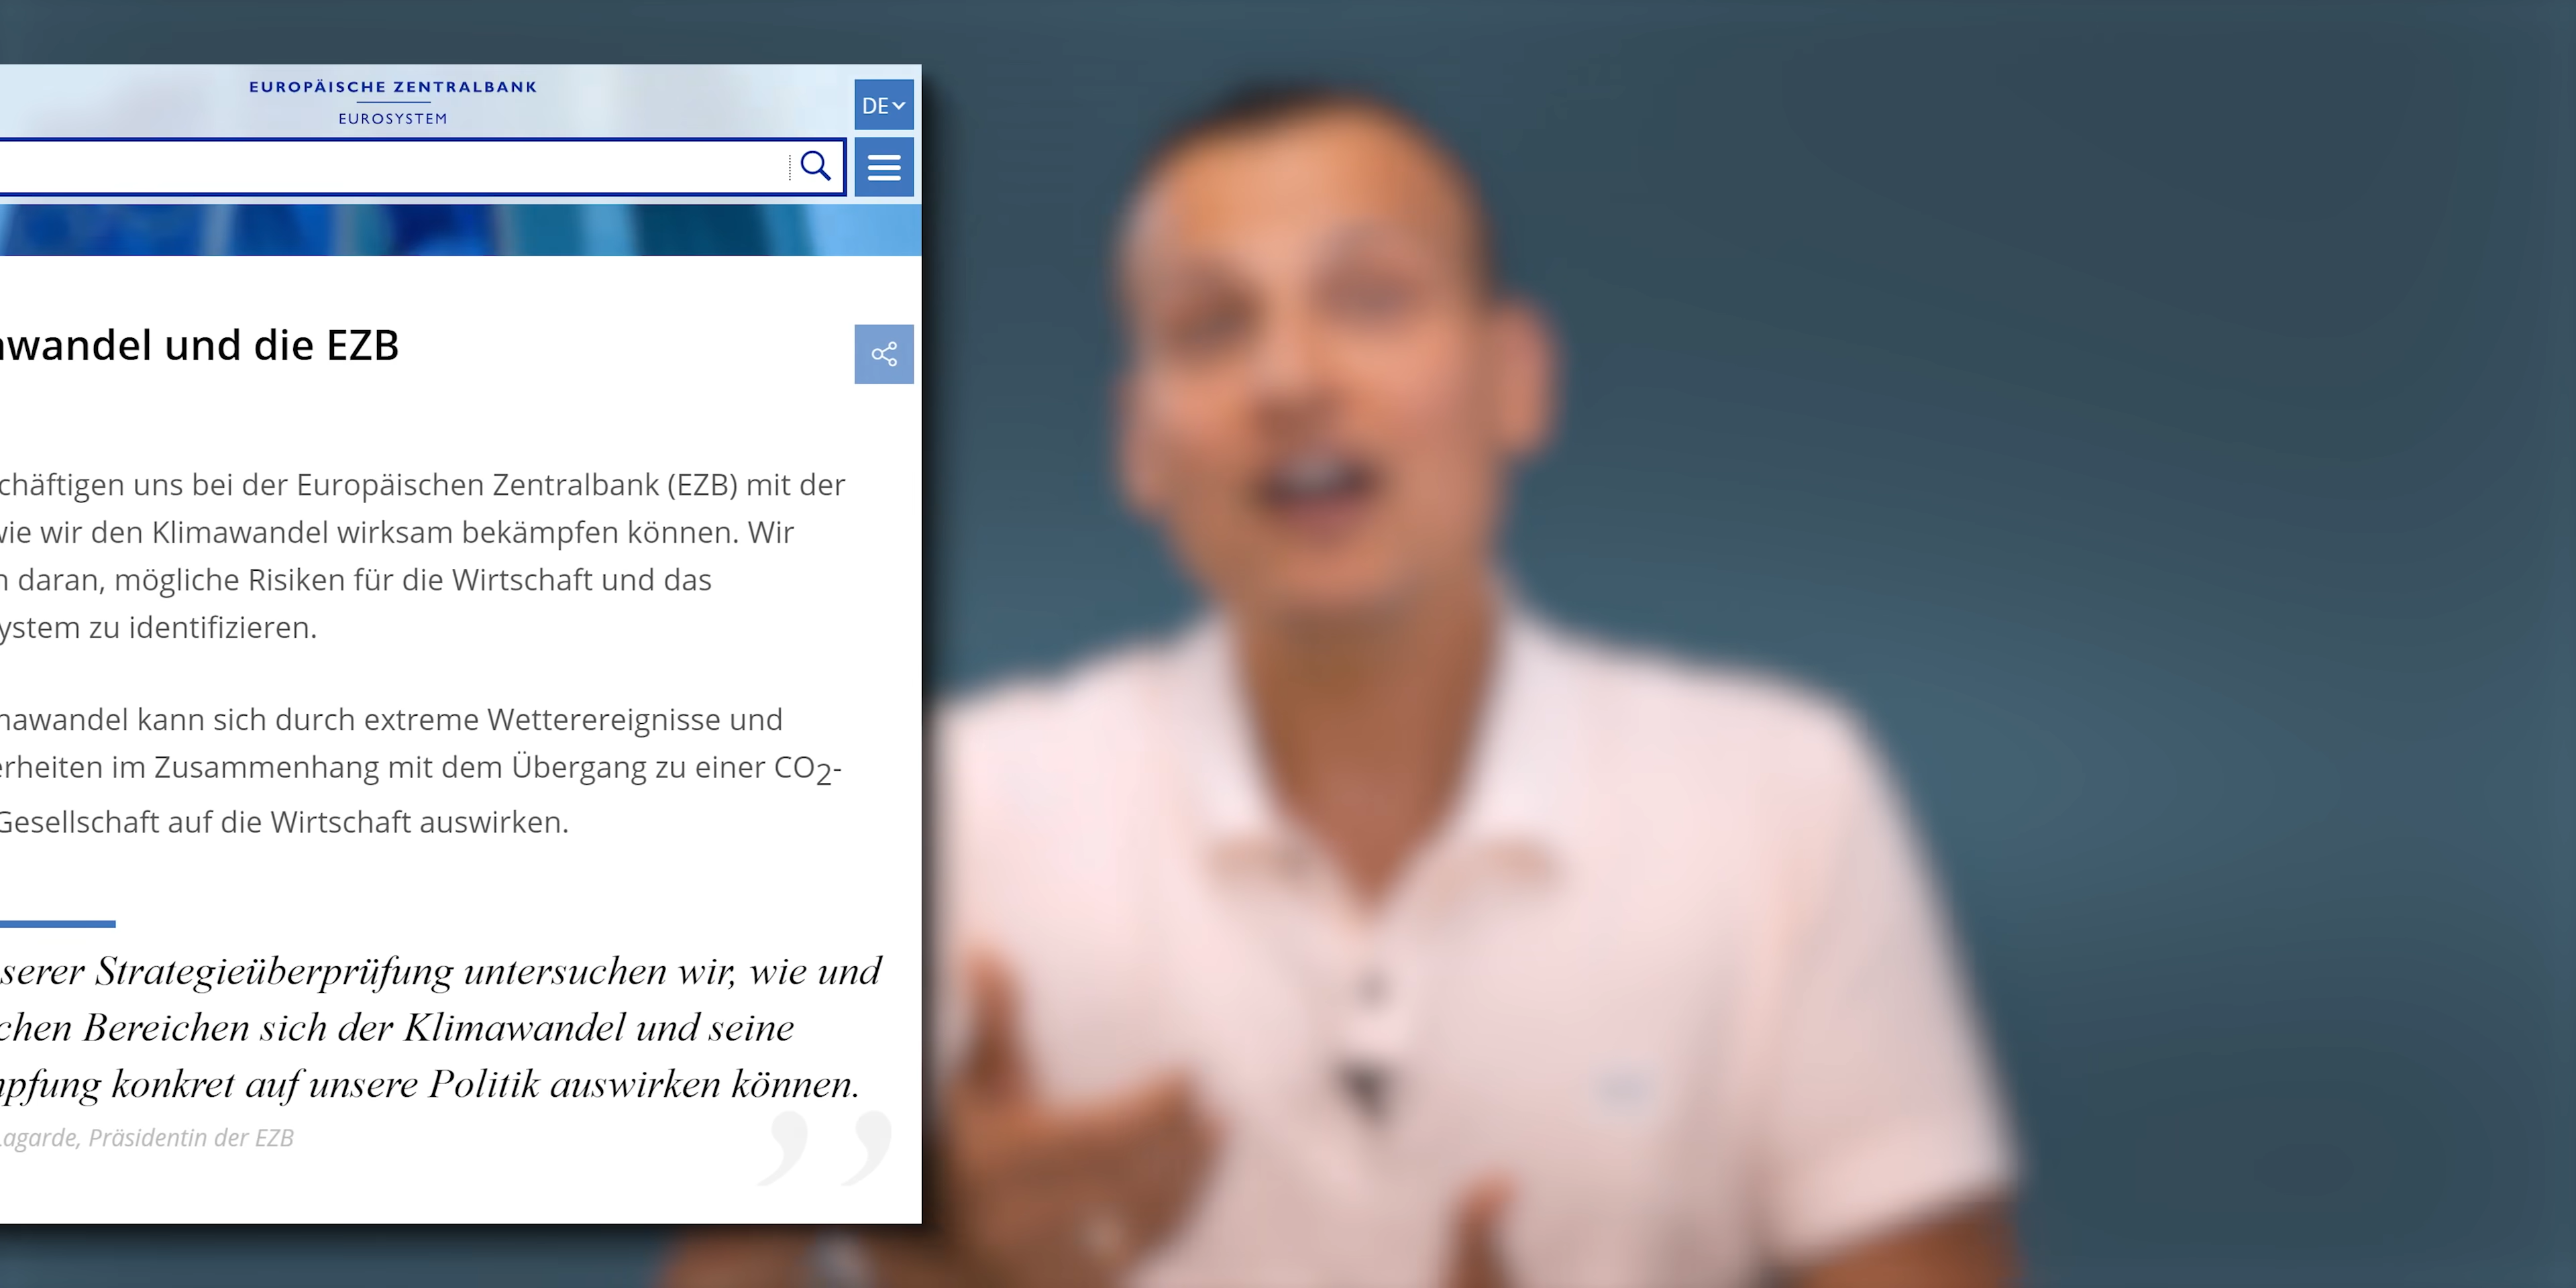 EUROPÄISCHE ZENTRALBANK
EUROSYSTEM
DE
wandel und die EZB
chäftigen uns bei der Europäischen Zentralbank (EZB) mit der
wie wir den Klimawandel wirksam bekämpfen können. Wir
daran, mögliche Risiken für die Wirtschaft und das
ystem zu identifizieren.
awandel kann sich durch extreme Wetterereignisse und
erheiten im Zusammenhang mit dem Übergang zu einer CO2-
Gesellschaft auf die Wirtschaft auswirken.
serer Strategieüberprüfung untersuchen wir, wie und
chen Bereichen sich der Klimawandel und seine
pfung konkret auf unsere Politik auswirken können.
Lagarde, Präsidentin der EZB